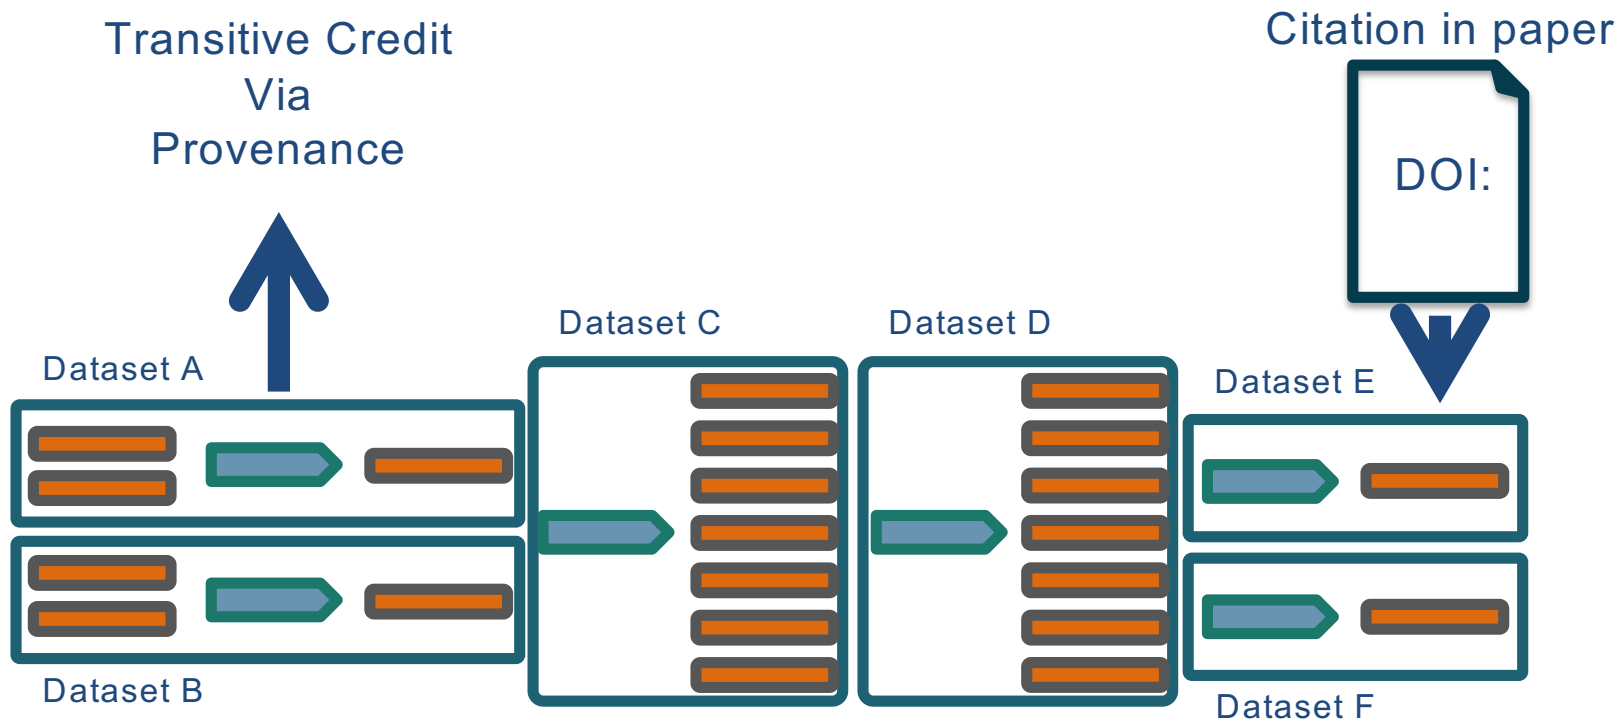 Transitive Credit
Via
Provenance
Citation in paper
DOI:
Dataset C
Dataset D
Dataset A
Dataset E
Dataset B
Dataset F